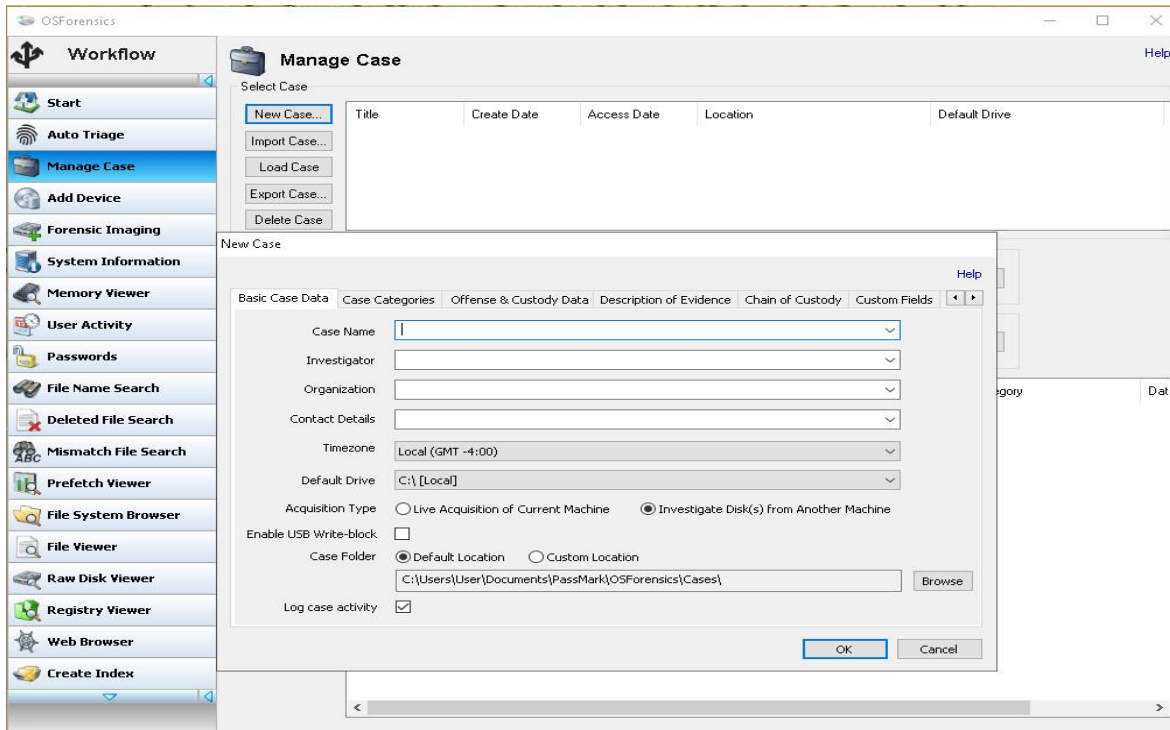 OSForensics
Workflow
Start
Auto Triage
Manage Case
Add Device
Forensic Imaging
System Information
Memory Viewer
User Activity
Passwords
File Name Search
Deleted File Search
Mismatch File Search
Prefetch Viewer
File System Browser
File Viewer
Raw Disk Viewer
Registry Viewer
Web Browser
Create Index
Manage Case
Help
Select Case
New Case...
Import Case...
Load Case
Export Case...
Delete Case
Title Create Date Access Date Location Default Drive
New Case
Help
Basic Case Data Case Categories Offense & Custody Data Description of Evidence Chain of Custody Custom Fields
Case Name
Investigator
Organization
Contact Details
Timezone Local (GMT -4:00)
Default Drive C:\ [Local]
Acquisition Type Live Acquisition of Current Machine Investigate Disk(s) from Another Machine
Enable USB Write-block
Case Folder Default Location Custom Location
C:\Users\User\Documents\PassMark\OSForensics\Cases\ Browse
Log case activity
OK Cancel